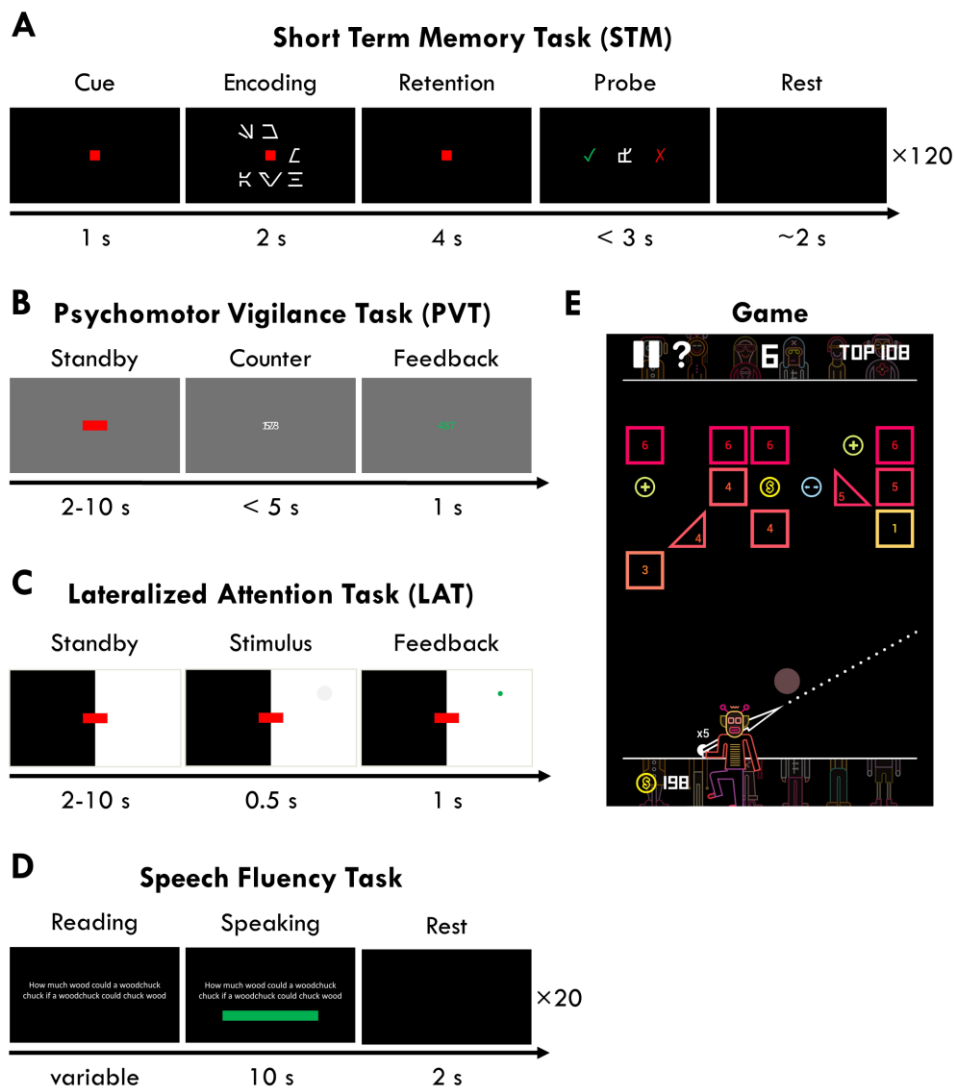 A
Short Term Memory Task (STM)
Cue Encoding Retention Probe Rest
✓ ✗
×120
1 s 2 s 4 s < 3 s ~2 s
B
Psychomotor Vigilance Task (PVT)
Standby Counter Feedback
2-10 s < 5 s 1 s
C
Lateralized Attention Task (LAT)
Standby Stimulus Feedback
2-10 s 0.5 s 1 s
D
Speech Fluency Task
Reading Speaking Rest
How much wood could a woodchuck
chuck if a woodchuck could chuck wood
How much wood could a woodchuck
chuck if a woodchuck could chuck wood
×20
variable 10 s 2 s
E
Game
? 6 TOP 108
6 6 6 + 6
+ 4 S 5 5
4 4 1
3
x5
S 198